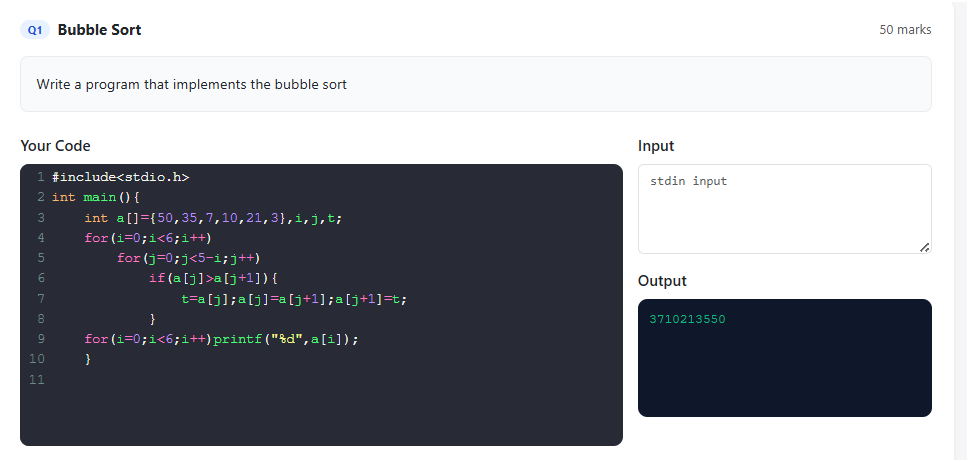 Q1 Bubble Sort 50 marks
Write a program that implements the bubble sort
Your Code
1 #include<stdio.h>
2 int main(){
3     int a[]={50,35,7,10,21,3},i,j,t;
4     for(i=0;i<6;i++)
5         for(j=0;j<5-i;j++)
6             if(a[j]>a[j+1]){
7                 t=a[j];a[j]=a[j+1];a[j+1]=t;
8             }
9     for(i=0;i<6;i++)printf("%d",a[i]);
10     }
11
Input
stdin input
Output
3710213550